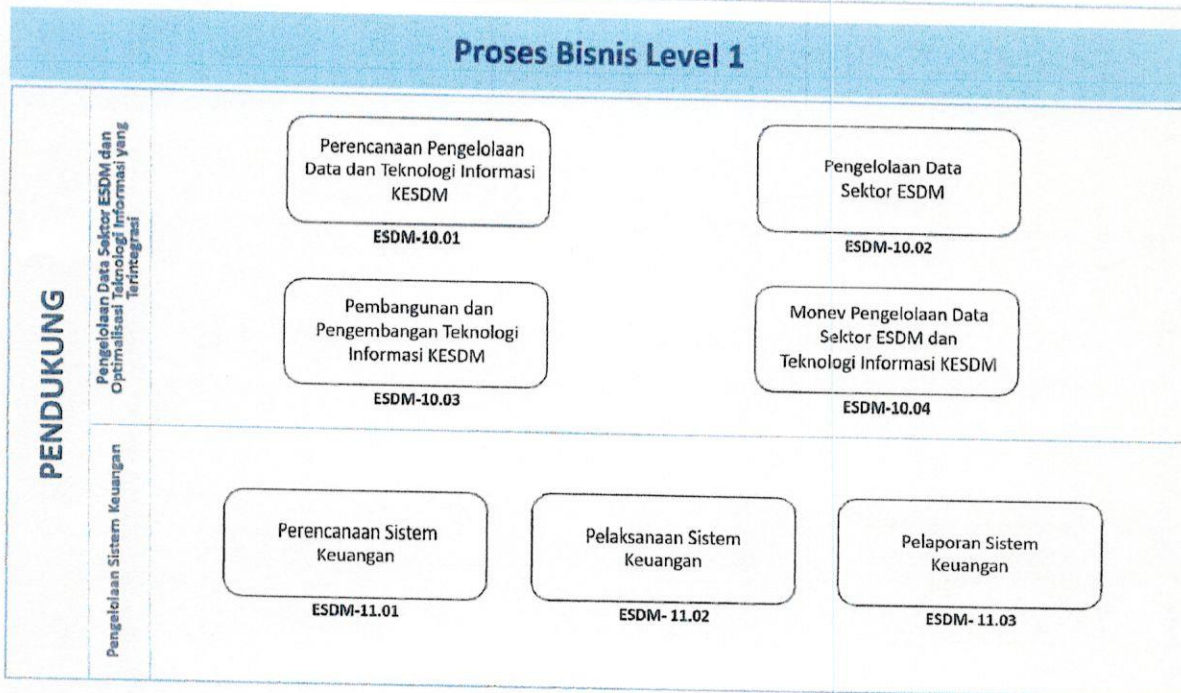 Proses Bisnis Level 1
PENDUKUNG
Pengelolaan Data Sektor ESDM dan
Optimalisasi Teknologi Informasi yang
Terintegrasi
Perencanaan Pengelolaan
Data dan Teknologi Informasi
KESDM
ESDM-10.01
Pengelolaan Data
Sektor ESDM
ESDM-10.02
Pembangunan dan
Pengembangan Teknologi
Informasi KESDM
ESDM-10.03
Monev Pengelolaan Data
Sektor ESDM dan
Teknologi Informasi KESDM
ESDM-10.04
Pengelolaan Sistem Keuangan
Perencanaan Sistem
Keuangan
ESDM-11.01
Pelaksanaan Sistem
Keuangan
ESDM- 11.02
Pelaporan Sistem
Keuangan
ESDM- 11.03